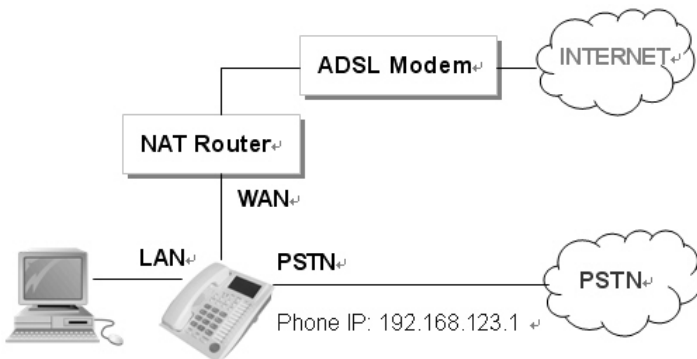 ADSL Modem↵
INTERNET↵
NAT Router↵
WAN↵
LAN↵
PSTN↵
PSTN↵
Phone IP: 192.168.123.1 ↵